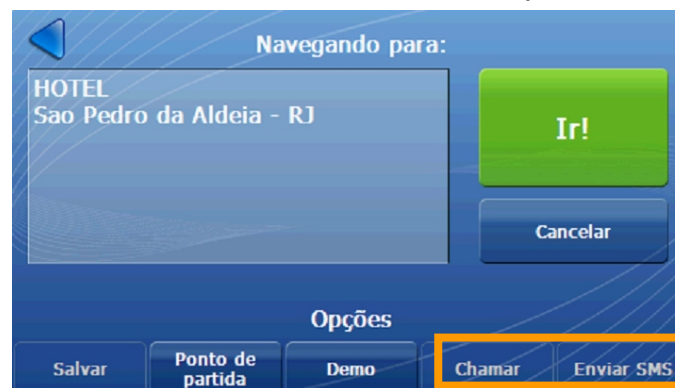 Navegando para:
HOTEL
Sao Pedro da Aldeia - RJ
Ir!
Cancelar
Opções
Salvar
Ponto de
partida
Demo
Chamar
Enviar SMS